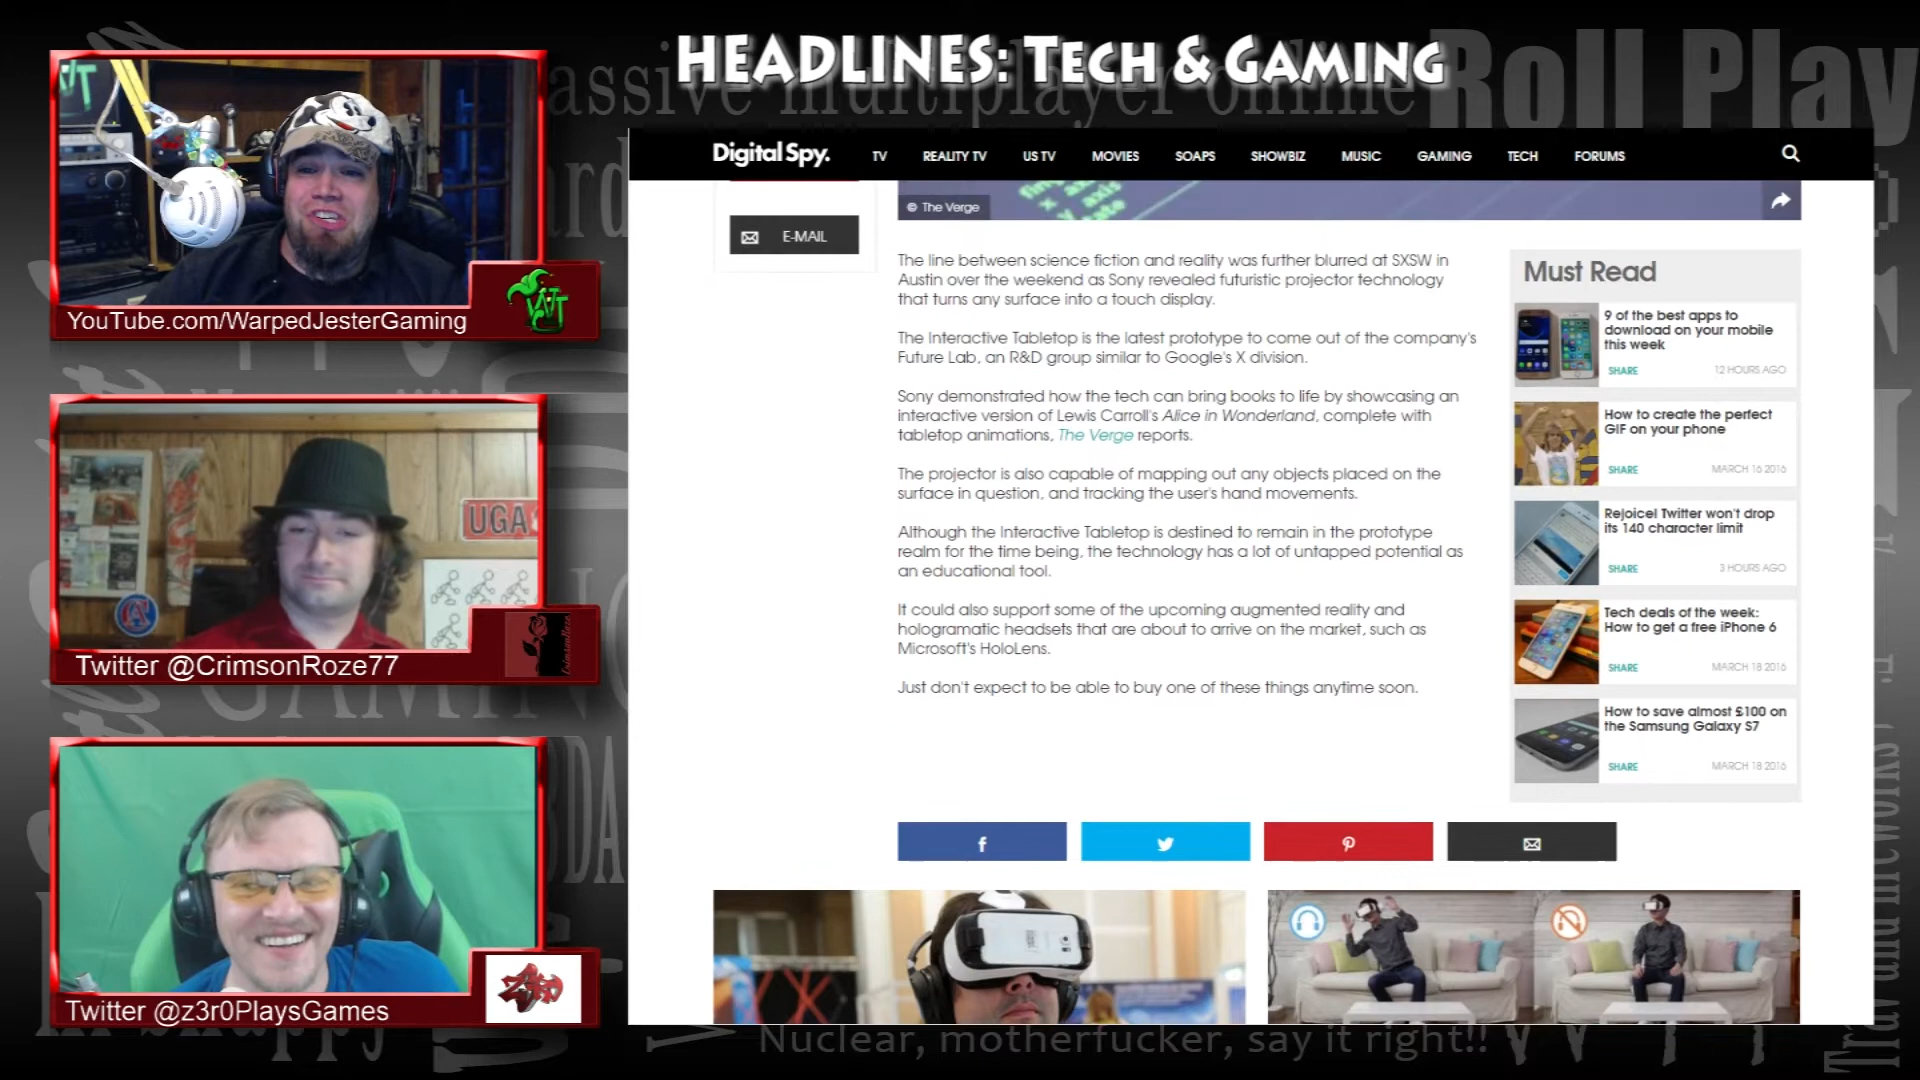 HEADLINES: TECH & GAMING
assive multiplayer online
Roll Play
YouTube.com/WarpedJesterGaming
WT
UGA
Twitter @CrimsonRoze77
Twitter @z3r0PlaysGames
Digital Spy.
TV
REALITY TV
US TV
MOVIES
SOAPS
SHOWBIZ
MUSIC
GAMING
TECH
FORUMS
© The Verge
E-MAIL
The line between science fiction and reality was further blurred at SXSW in
Austin over the weekend as Sony revealed futuristic projector technology
that turns any surface into a touch display.
The Interactive Tabletop is the latest prototype to come out of the company's
Future Lab, an R&D group similar to Google's X division.
Sony demonstrated how the tech can bring books to life by showcasing an
interactive version of Lewis Carroll's Alice in Wonderland, complete with
tabletop animations, The Verge reports.
The projector is also capable of mapping out any objects placed on the
surface in question, and tracking the user's hand movements.
Although the Interactive Tabletop is destined to remain in the prototype
realm for the time being, the technology has a lot of untapped potential as
an educational tool.
It could also support some of the upcoming augmented reality and
hologramatic headsets that are about to arrive on the market, such as
Microsoft's HoloLens.
Just don't expect to be able to buy one of these things anytime soon.
Must Read
9 of the best apps to
download on your mobile
this week
SHARE 12 HOURS AGO
How to create the perfect
GIF on your phone
SHARE MARCH 16 2016
Rejoice! Twitter won't drop
its 140 character limit
SHARE 3 HOURS AGO
Tech deals of the week:
How to get a free iPhone 6
SHARE MARCH 18 2016
How to save almost £100 on
the Samsung Galaxy S7
SHARE MARCH 18 2016
Nuclear, motherfucker, say it right!!